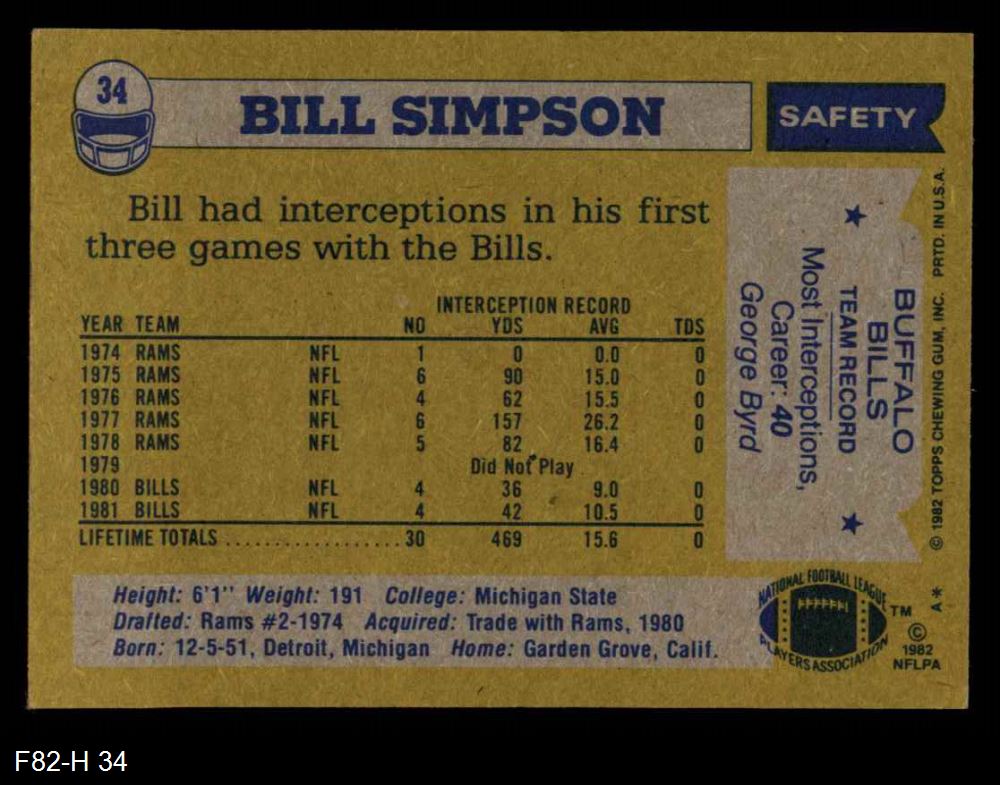 34
BILL SIMPSON
SAFETY
Bill had interceptions in his first
three games with the Bills.
INTERCEPTION RECORD
YEAR TEAM NO YDS AVG TDS
1974 RAMS NFL 1 0 0.0 0
1975 RAMS NFL 6 90 15.0 0
1976 RAMS NFL 4 62 15.5 0
1977 RAMS NFL 6 157 26.2 0
1978 RAMS NFL 5 82 16.4 0
1979 Did Not Play
1980 BILLS NFL 4 36 9.0 0
1981 BILLS NFL 4 42 10.5 0
LIFETIME TOTALS ..................30 469 15.6 0
Height: 6'1" Weight: 191 College: Michigan State
Drafted: Rams #2-1974 Acquired: Trade with Rams, 1980
Born: 12-5-51, Detroit, Michigan Home: Garden Grove, Calif.
BUFFALO
BILLS
★ TEAM RECORD ★
Most Interceptions,
Career: 40
George Byrd
© 1982 TOPPS CHEWING GUM, INC. PRTD. IN U.S.A.
NATIONAL FOOTBALL LEAGUE
PLAYERS ASSOCIATION
TM
A*
©
1982
NFLPA
F82-H 34